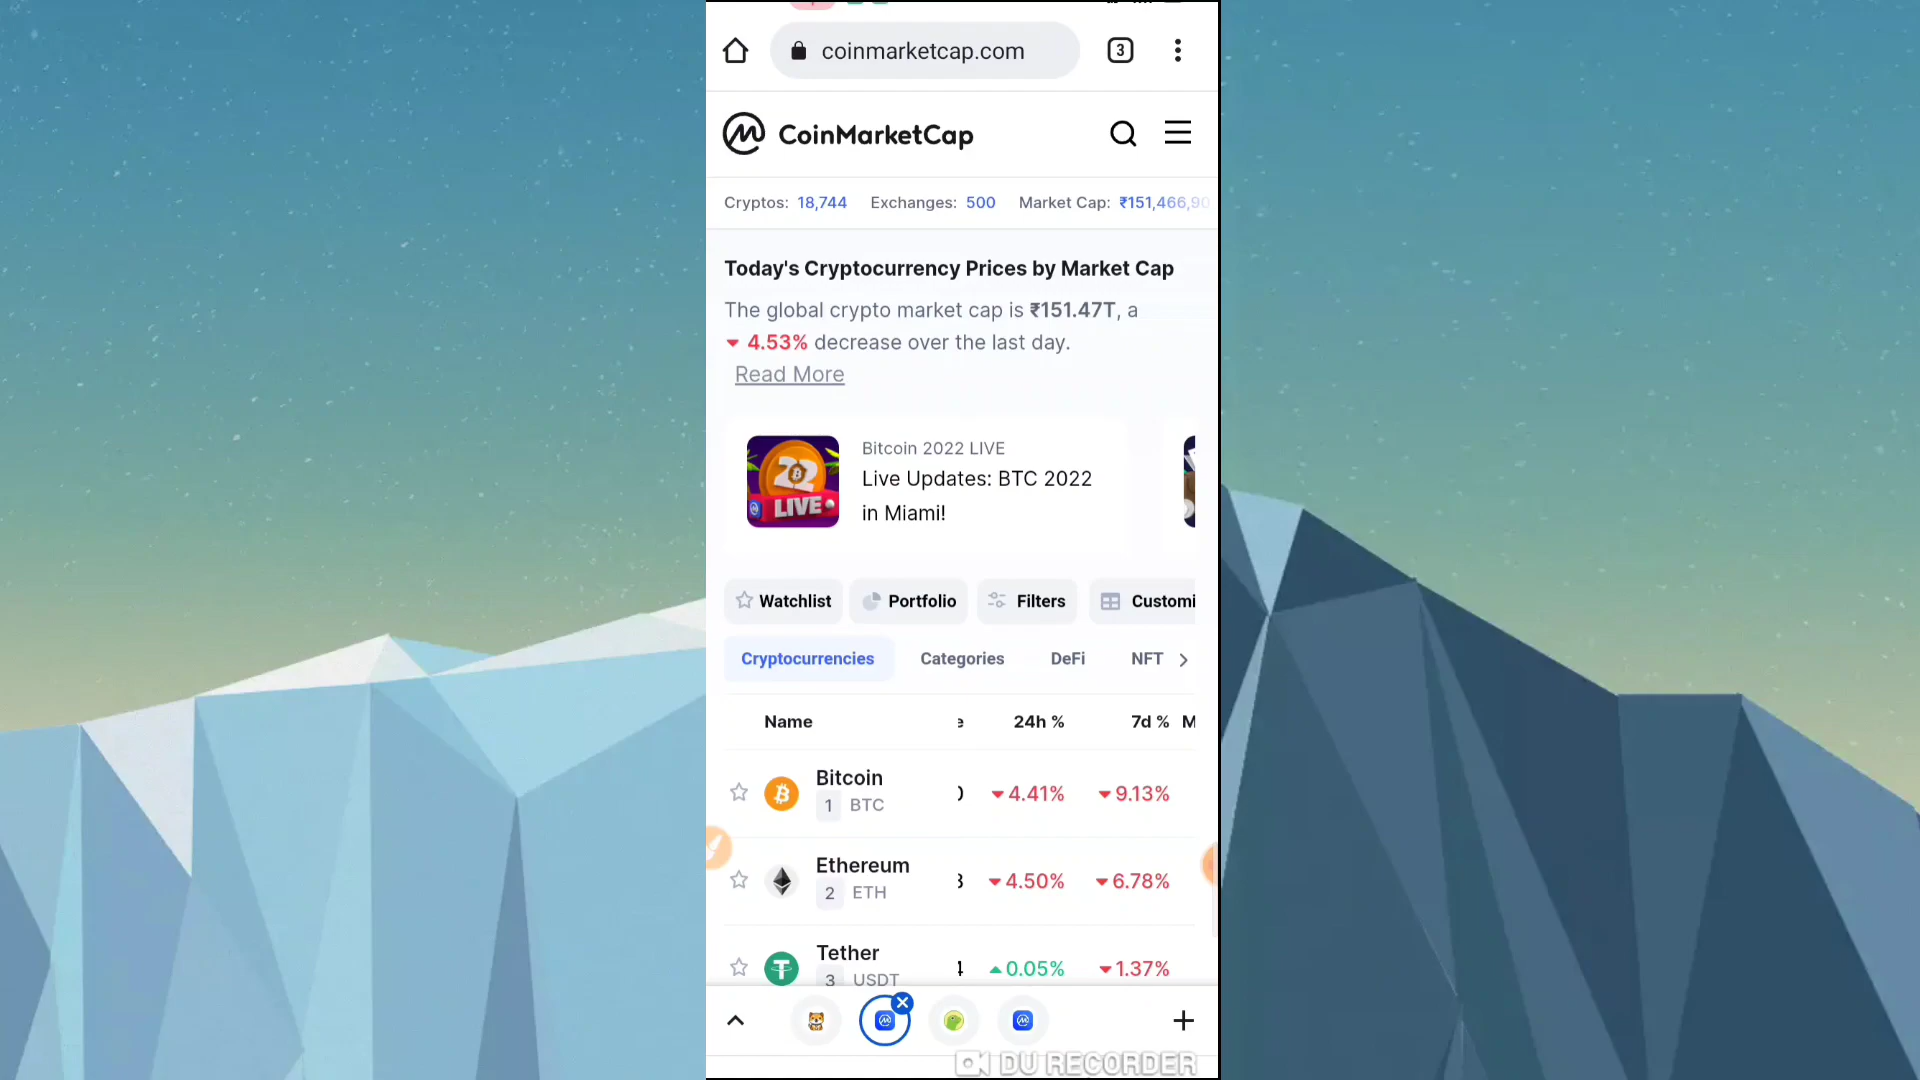 coinmarketcap.com 3
CoinMarketCap
Cryptos: 18,744 Exchanges: 500 Market Cap: ₹151,466,90
Today's Cryptocurrency Prices by Market Cap
The global crypto market cap is ₹151.47T, a
4.53% decrease over the last day.
Read More
22
LIVE
Bitcoin 2022 LIVE
Live Updates: BTC 2022
in Miami!
Watchlist Portfolio Filters Customi
Cryptocurrencies Categories DeFi NFT
Name e 24h % 7d % M
Bitcoin
1 BTC 4.41% 9.13%
Ethereum
2 ETH 4.50% 6.78%
Tether
3 USDT 0.05% 1.37%
DU RECORDER